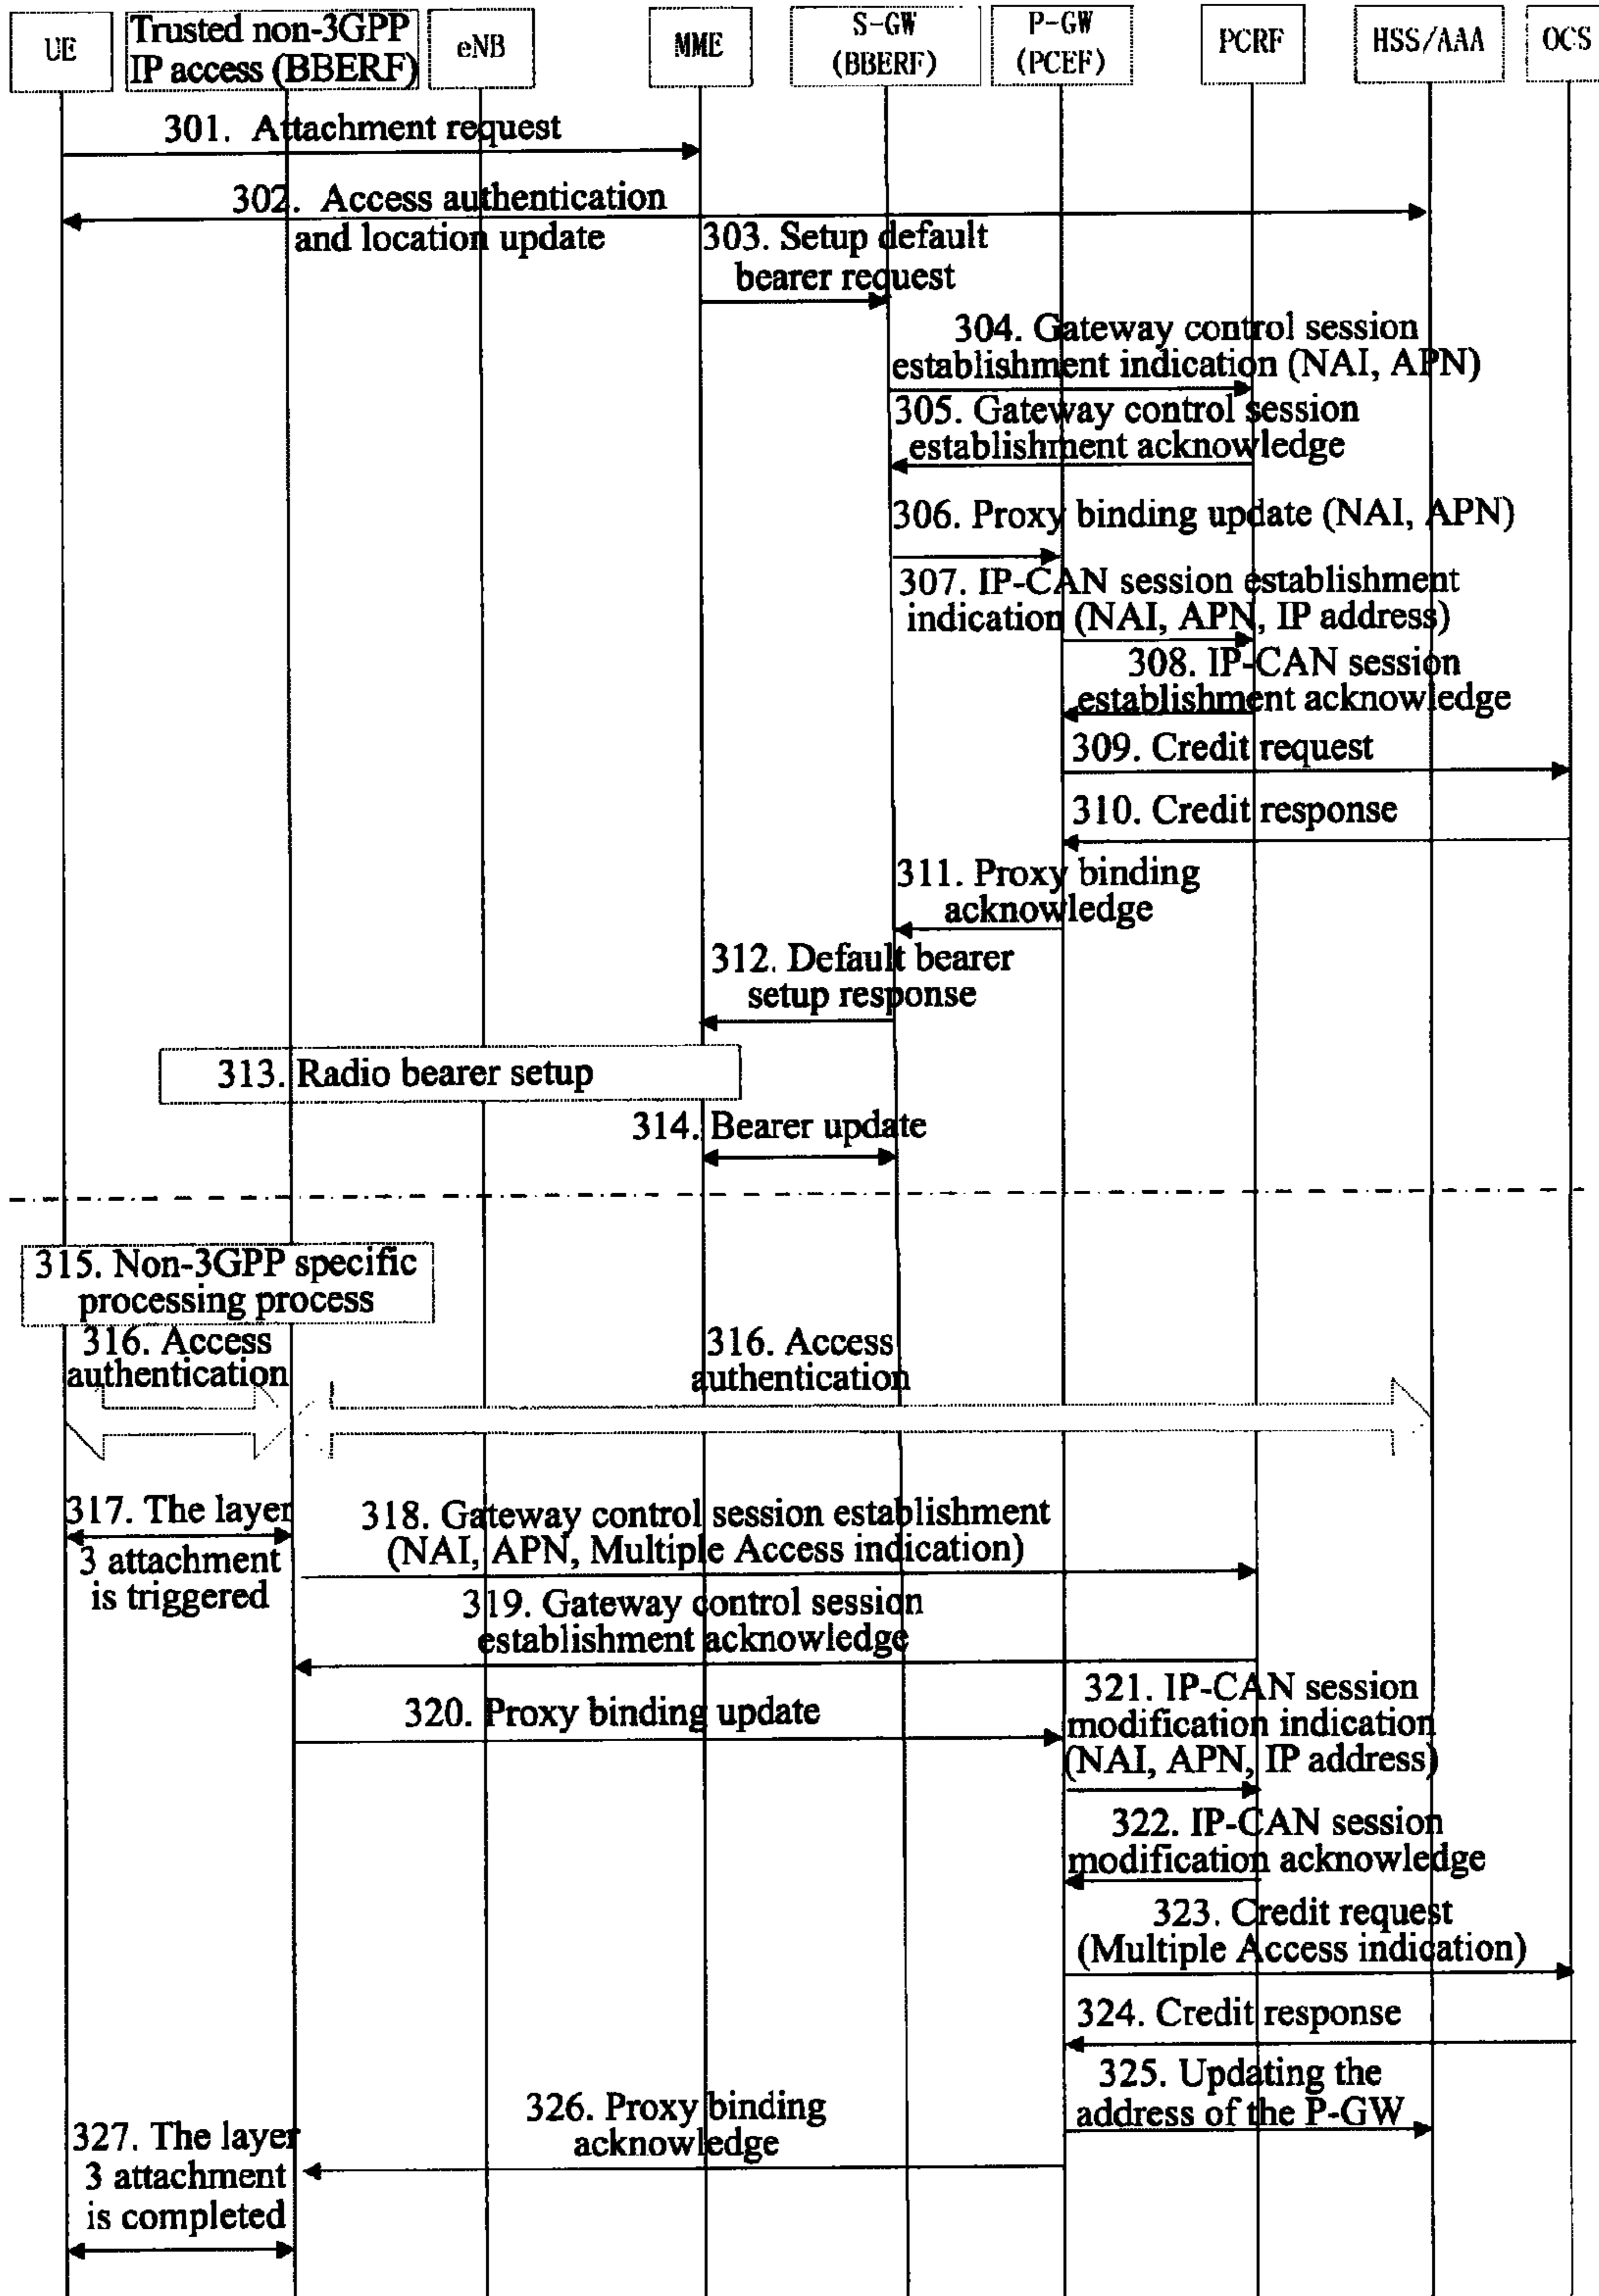 UE
Trusted non-3GPP
IP access (BBERF)
eNB
MME
S-GW
(BBERF)
P-GW
(PCEF)
PCRF
HSS/AAA
OCS
301. Attachment request
302. Access authentication
and location update
303. Setup default
bearer request
304. Gateway control session
establishment indication (NAI, APN)
305. Gateway control session
establishment acknowledge
306. Proxy binding update (NAI, APN)
307. IP-CAN session establishment
indication (NAI, APN, IP address)
308. IP-CAN session
establishment acknowledge
309. Credit request
310. Credit response
311. Proxy binding
acknowledge
312. Default bearer
setup response
313. Radio bearer setup
314. Bearer update
315. Non-3GPP specific
processing process
316. Access
authentication
316. Access
authentication
317. The layer
3 attachment
is triggered
318. Gateway control session establishment
(NAI, APN, Multiple Access indication)
319. Gateway control session
establishment acknowledge
320. Proxy binding update
321. IP-CAN session
modification indication
(NAI, APN, IP address)
322. IP-CAN session
modification acknowledge
323. Credit request
(Multiple Access indication)
324. Credit response
325. Updating the
address of the P-GW
326. Proxy binding
acknowledge
327. The layer
3 attachment
is completed